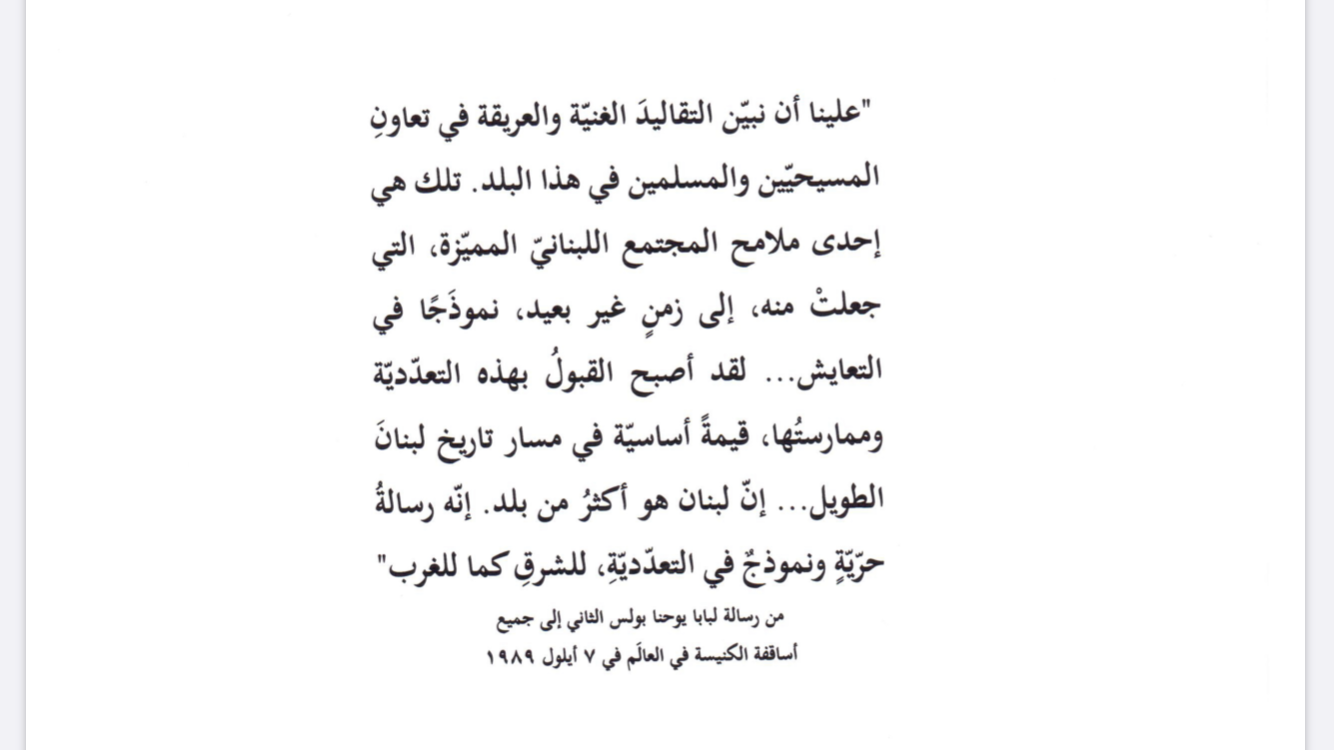 "علينا أن نبيّن التقاليدَ الغنيّة والعريقة في تعاونِ
المسيحيّين والمسلمين في هذا البلد. تلك هي
إحدى ملامح المجتمع اللبنانيّ المميّزة، التي
جعلتْ منه، إلى زمنٍ غير بعيد، نموذَجًا في
التعايش... لقد أصبح القبولُ بهذه التعدّديّة
وممارستُها، قيمةً أساسيّة في مسار تاريخ لبنانَ
الطويل... إنّ لبنان هو أكثرُ من بلد. إنّه رسالةُ
حرّيّةٍ ونموذجٌ في التعدّديّةِ، للشرقِ كما للغرب"
من رسالة لبابا يوحنا بولس الثاني إلى جميع
أساقفة الكنيسة في العالَم في ٧ أيلول ١٩٨٩